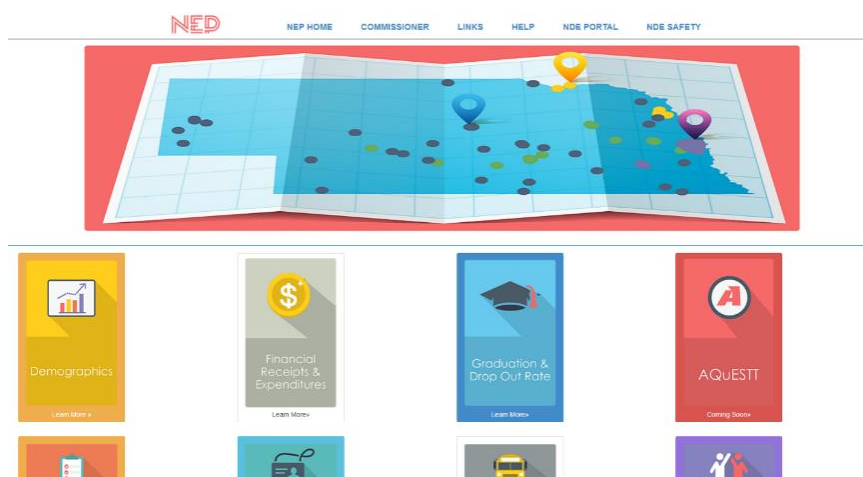 NED
NEP HOME COMMISSIONER LINKS HELP NDE PORTAL NDE SAFETY
Demographics
Learn More »
Financial
Receipts &
Expenditures
Learn More»
Graduation &
Drop Out Rate
Learn More»
A
AQuESTT
Coming Soon»